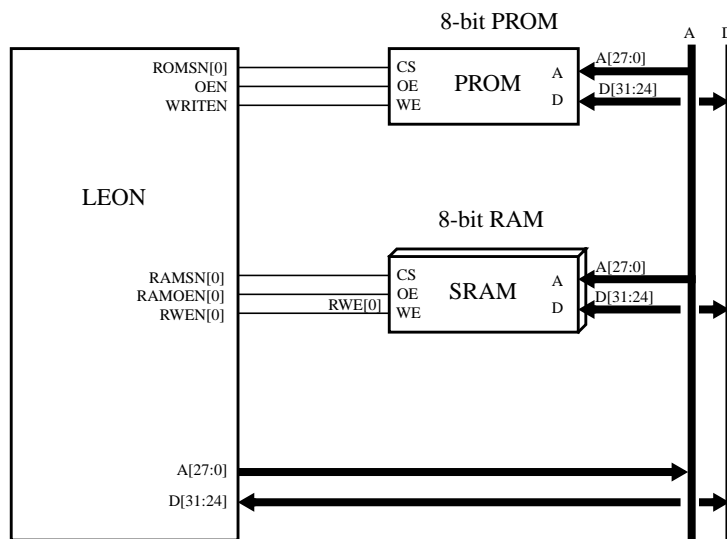 8-bit PROM
A D
ROMSN[0] CS PROM A A[27:0]
OEN OE
WRITEN WE D D[31:24]
LEON
8-bit RAM
RAMSN[0] CS SRAM A A[27:0]
RAMOEN[0] OE D[31:24]
RWEN[0] RWE[0] WE D
A[27:0]
D[31:24]